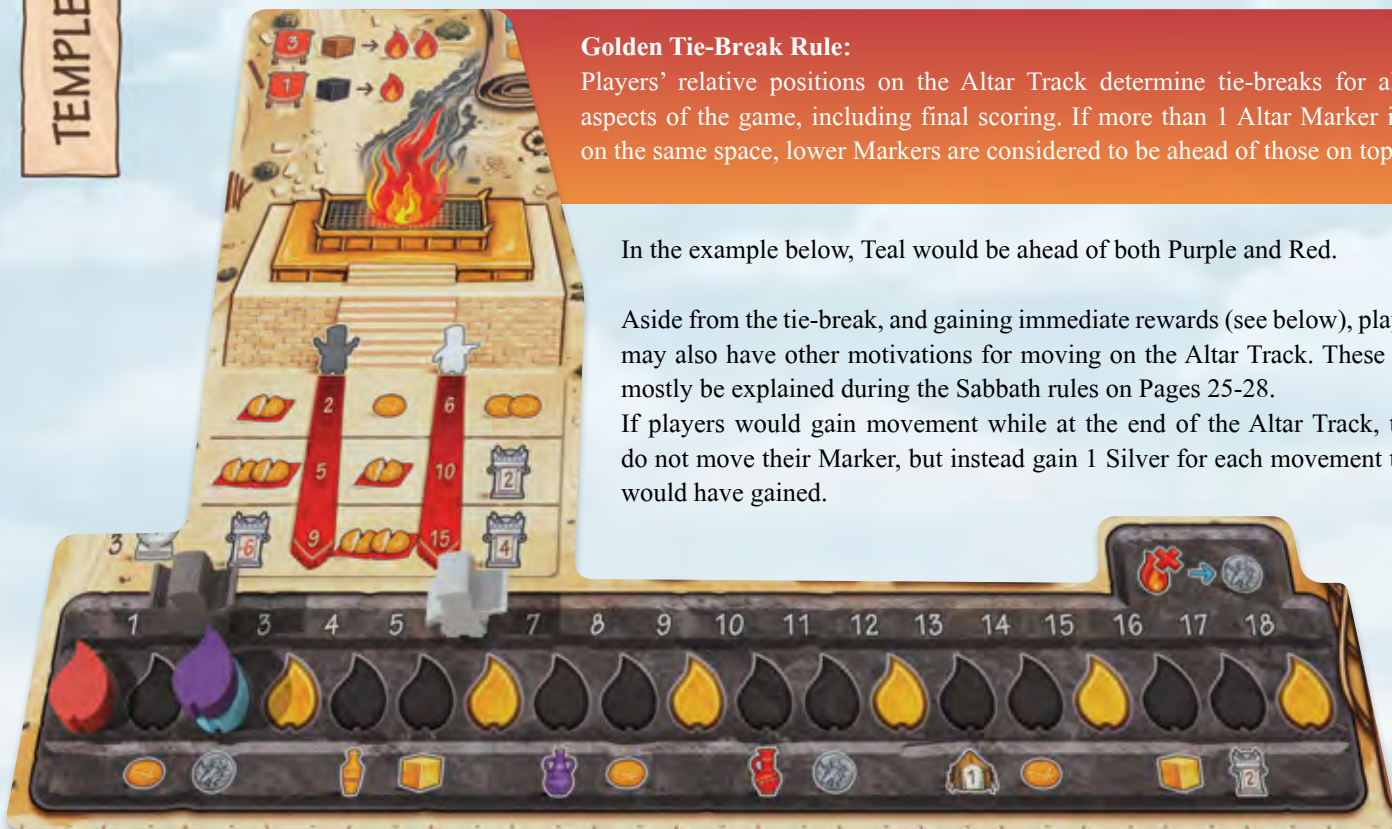 TEMPLE
3
1
Golden Tie-Break Rule:
Players’ relative positions on the Altar Track determine tie-breaks for
aspects of the game, including final scoring. If more than 1 Altar Marker
on the same space, lower Markers are considered to be ahead of those on top
In the example below, Teal would be ahead of both Purple and Red.
Aside from the tie-break, and gaining immediate rewards (see below),
may also have other motivations for moving on the Altar Track. These
mostly be explained during the Sabbath rules on Pages 25-28.
If players would gain movement while at the end of the Altar Track,
do not move their Marker, but instead gain 1 Silver for each movement
would have gained.
2 6
5 10 2
-6 9 15 4
3
1 3 4 5 7 8 9 10 11 12 13 14 15 16 17 18
1 2